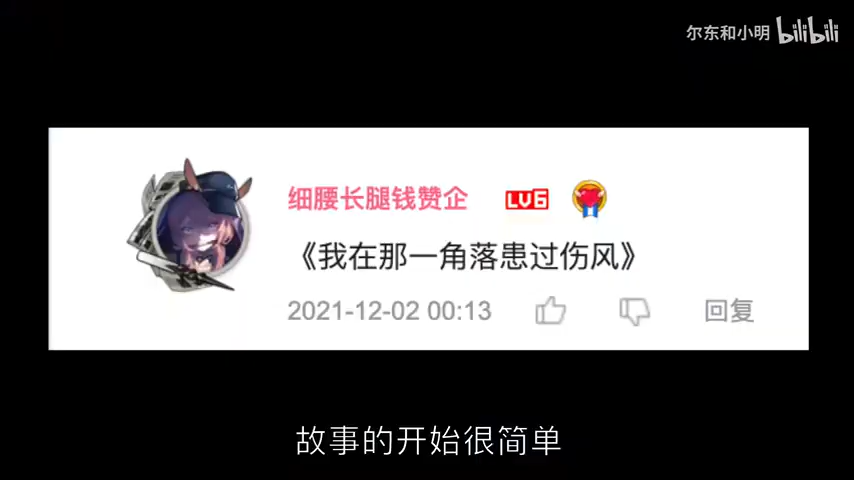 尔东和小明 bilibili
细腰长腿钱赞企 LV6
《我在那一角落患过伤风》
2021-12-02 00:13 回复
故事的开始很简单